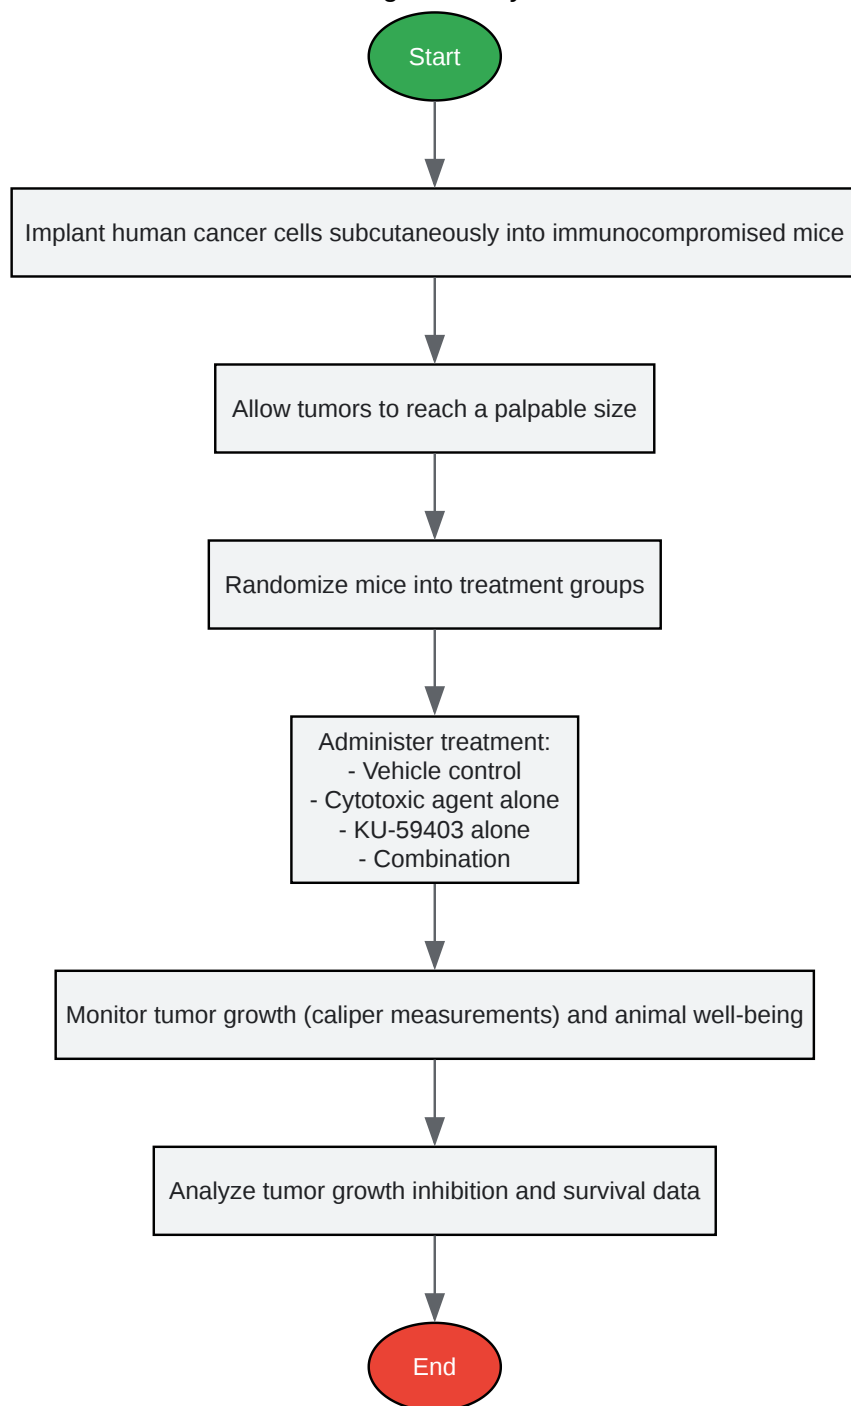 Start
Implant human cancer cells subcutaneously into immunocompromised mice
Allow tumors to reach a palpable size
Randomize mice into treatment groups
Administer treatment:
- Vehicle control
- Cytotoxic agent alone
- KU-59403 alone
- Combination
Monitor tumor growth (caliper measurements) and animal well-being
Analyze tumor growth inhibition and survival data
End